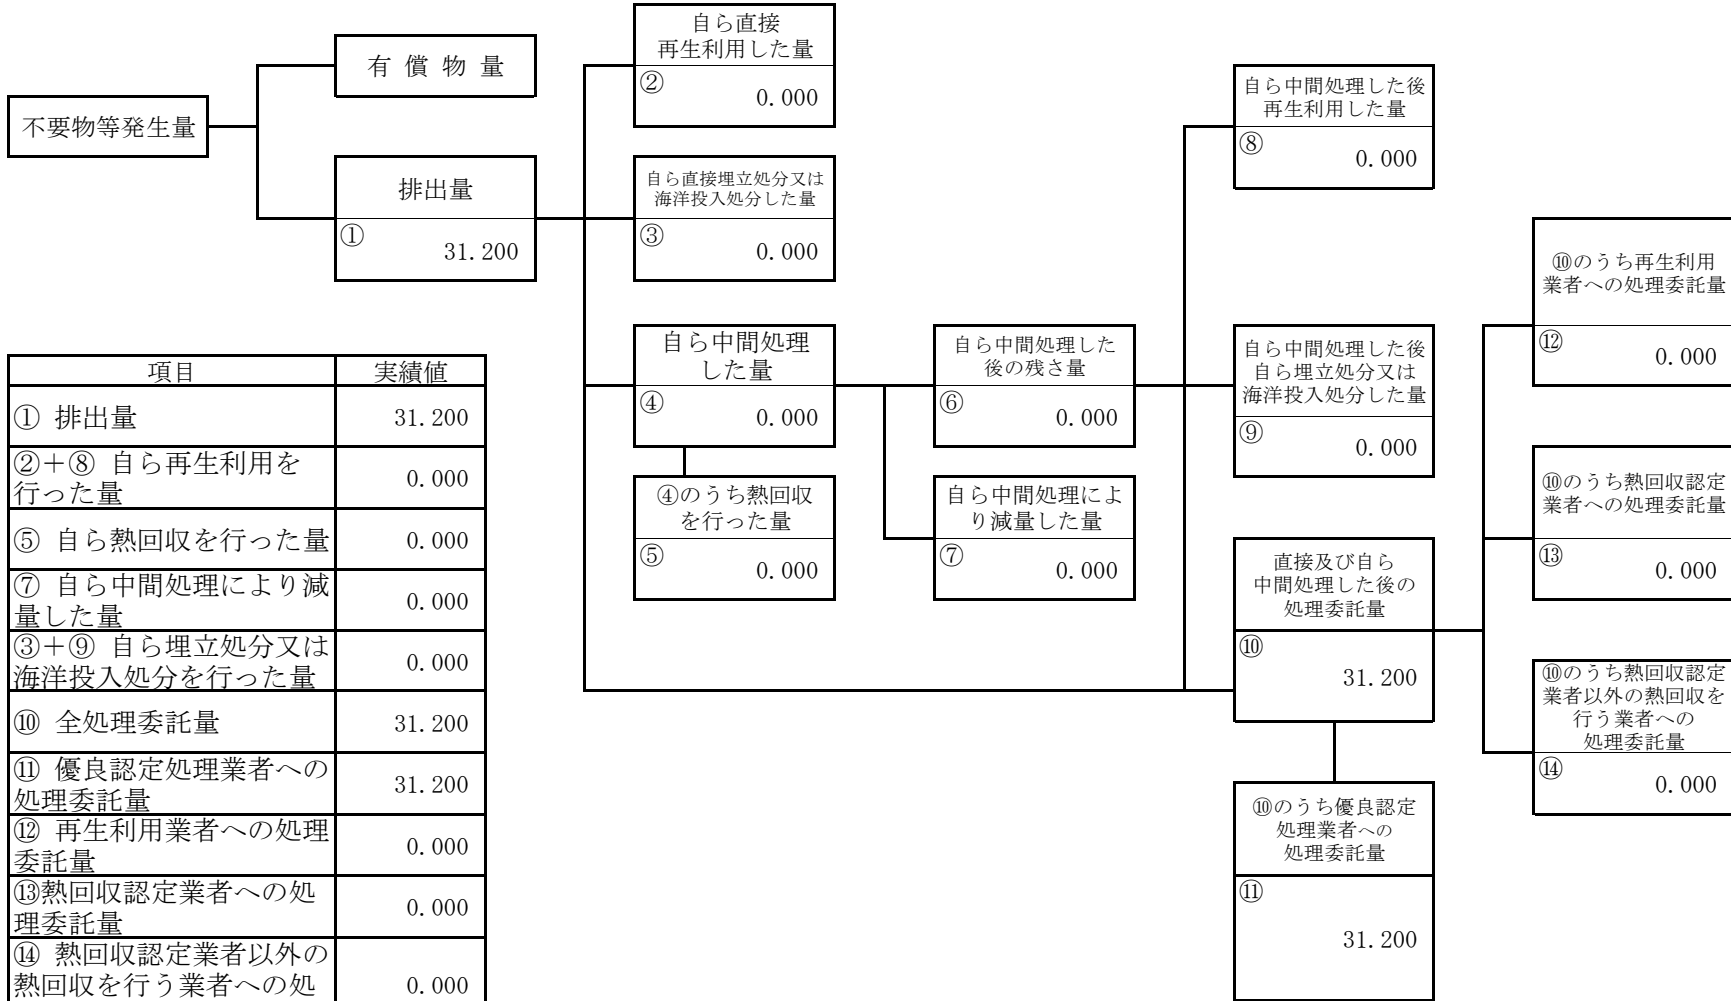 不要物等発生量
有 償 物 量
排出量
①
31.200
自ら直接
再生利用した量
②
0.000
自ら直接埋立処分又は
海洋投入処分した量
③
0.000
自ら中間処理
した量
④
0.000
④のうち熱回収
を行った量
⑤
0.000
自ら中間処理した
後の残さ量
⑥
0.000
自ら中間処理によ
り減量した量
⑦
0.000
自ら中間処理した後
再生利用した量
⑧
0.000
自ら中間処理した後
自ら埋立処分又は
海洋投入処分した量
⑨
0.000
直接及び自ら
中間処理した後の
処理委託量
⑩
31.200
⑩のうち優良認定
処理業者への
処理委託量
⑪
31.200
⑩のうち再生利用
業者への処理委託量
⑫
0.000
⑩のうち熱回収認定
業者への処理委託量
⑬
0.000
⑩のうち熱回収認定
業者以外の熱回収を
行う業者への
処理委託量
⑭
0.000
項目 実績値
① 排出量 31.200
②＋⑧ 自ら再生利用を
行った量 0.000
⑤ 自ら熱回収を行った量 0.000
⑦ 自ら中間処理により減
量した量 0.000
③＋⑨ 自ら埋立処分又は
海洋投入処分を行った量 0.000
⑩ 全処理委託量 31.200
⑪ 優良認定処理業者への
処理委託量 31.200
⑫ 再生利用業者への処理
委託量 0.000
⑬熱回収認定業者への処
理委託量 0.000
⑭ 熱回収認定業者以外の
熱回収を行う業者への処 0.000